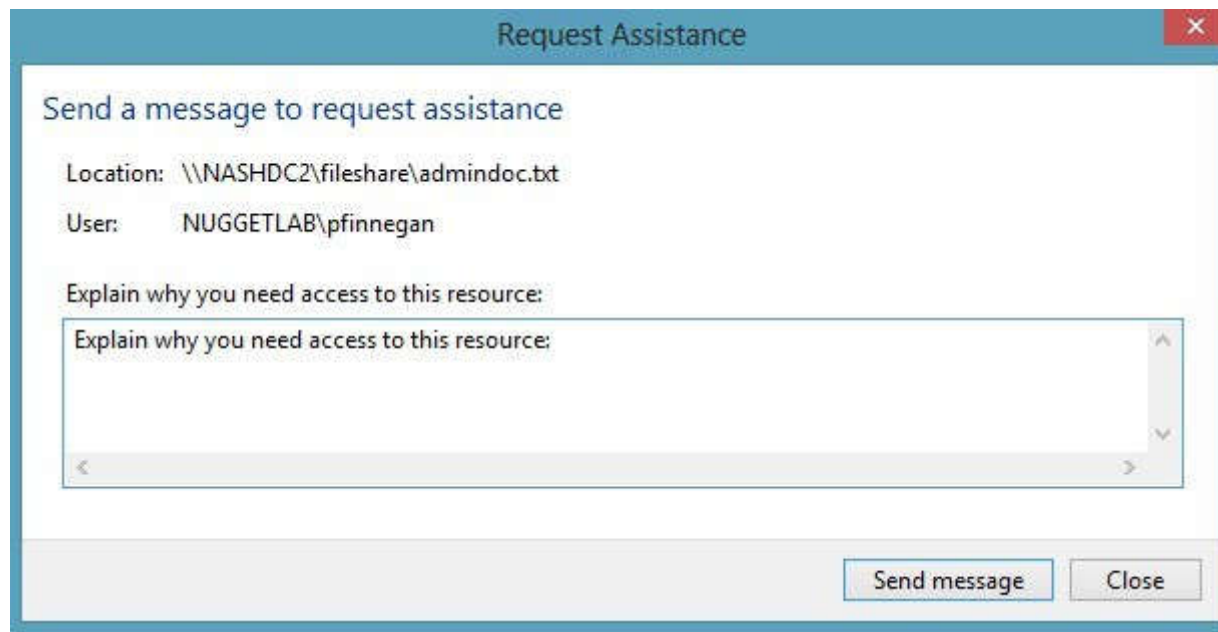 Request Assistance
Send a message to request assistance
Location: \\NASHDC2\fileshare\admindoc.txt
User: NUGGETLAB\pfinnegan
Explain why you need access to this resource:
Explain why you need access to this resource:
Send message Close